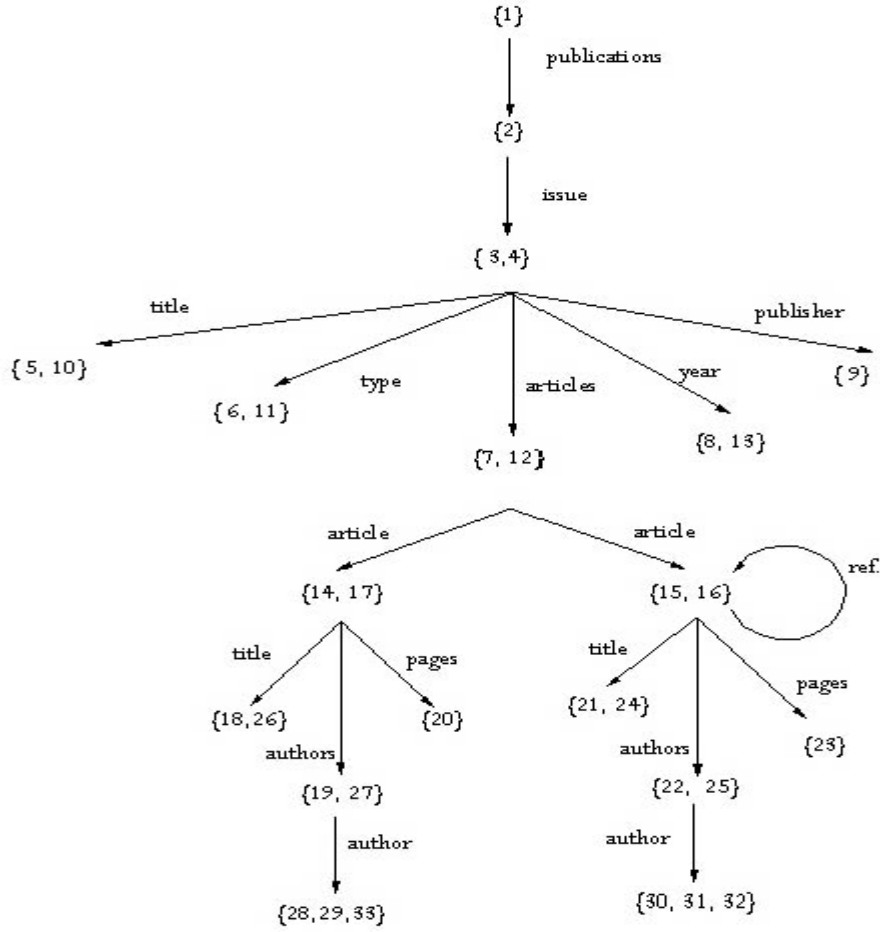 {1}
publications
{2}
issue
{ 3,4}
title
publisher
{ 5, 10}
type
articles
year
{ 9}
{6, 11}
{8, 13}
{7, 12}
article
article
ref.
{14, 17}
{15, 16}
title
pages
title
pages
{18,26}
{20}
{21, 24}
{23}
authors
authors
{19, 27}
{22, 25}
author
author
{28,29,33}
{30, 31, 32}